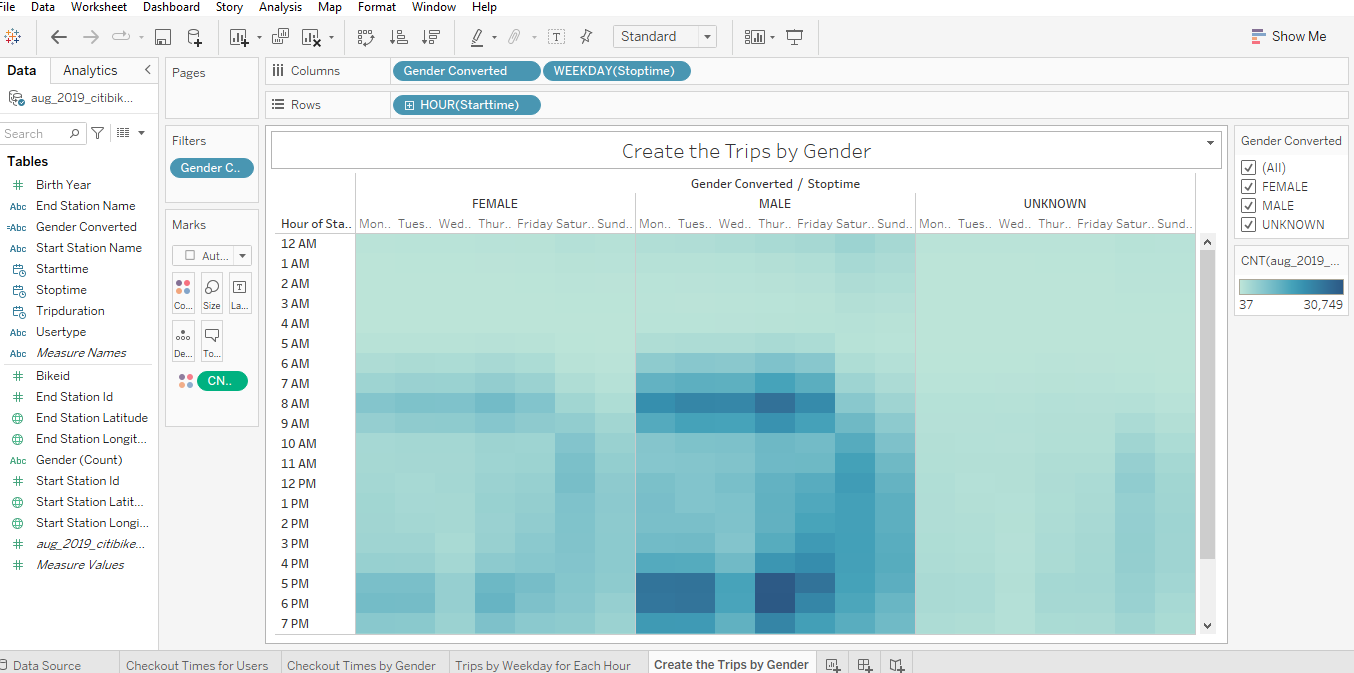 File Data Worksheet Dashboard Story Analysis Map Format Window Help
Standard
Show Me
Data Analytics
aug_2019_citibik...
Search
Tables
Birth Year
Abc End Station Name
=Abc Gender Converted
Abc Start Station Name
Starttime
Stoptime
Tripduration
Abc Usertype
Abc Measure Names
Bikeid
End Station Id
End Station Latitude
End Station Longit...
Abc Gender (Count)
Start Station Id
Start Station Latit...
Start Station Longi...
aug_2019_citibike...
Measure Values
Pages
Filters
Gender C..
Marks
Aut...
Co... Size La...
De... To...
CN..
Columns Gender Converted WEEKDAY(Stoptime)
Rows HOUR(Starttime)
Create the Trips by Gender
Gender Converted / Stoptime
FEMALE MALE UNKNOWN
Hour of Sta.. Mon.. Tues.. Wed.. Thur.. Friday Satur.. Sund.. Mon.. Tues.. Wed.. Thur.. Friday Satur.. Sund.. Mon.. Tues.. Wed.. Thur.. Friday Satur.. Sund..
12 AM
1 AM
2 AM
3 AM
4 AM
5 AM
6 AM
7 AM
8 AM
9 AM
10 AM
11 AM
12 PM
1 PM
2 PM
3 PM
4 PM
5 PM
6 PM
7 PM
Gender Converted
(All)
FEMALE
MALE
UNKNOWN
CNT(aug_2019_...
37 30,749
Data Source Checkout Times for Users Checkout Times by Gender Trips by Weekday for Each Hour Create the Trips by Gender